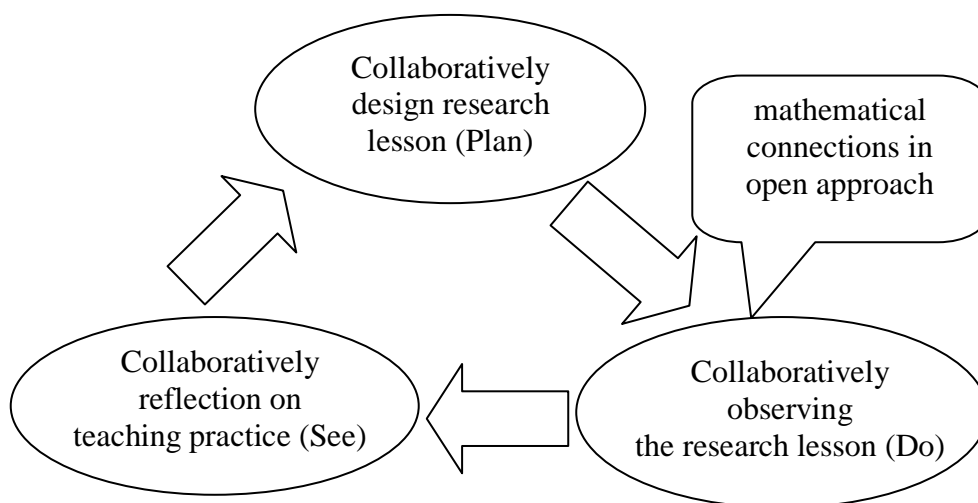 Collaboratively
design research
lesson (Plan)
mathematical
connections in
open approach
Collaboratively
reflection on
teaching practice (See)
Collaboratively
observing
the research lesson (Do)